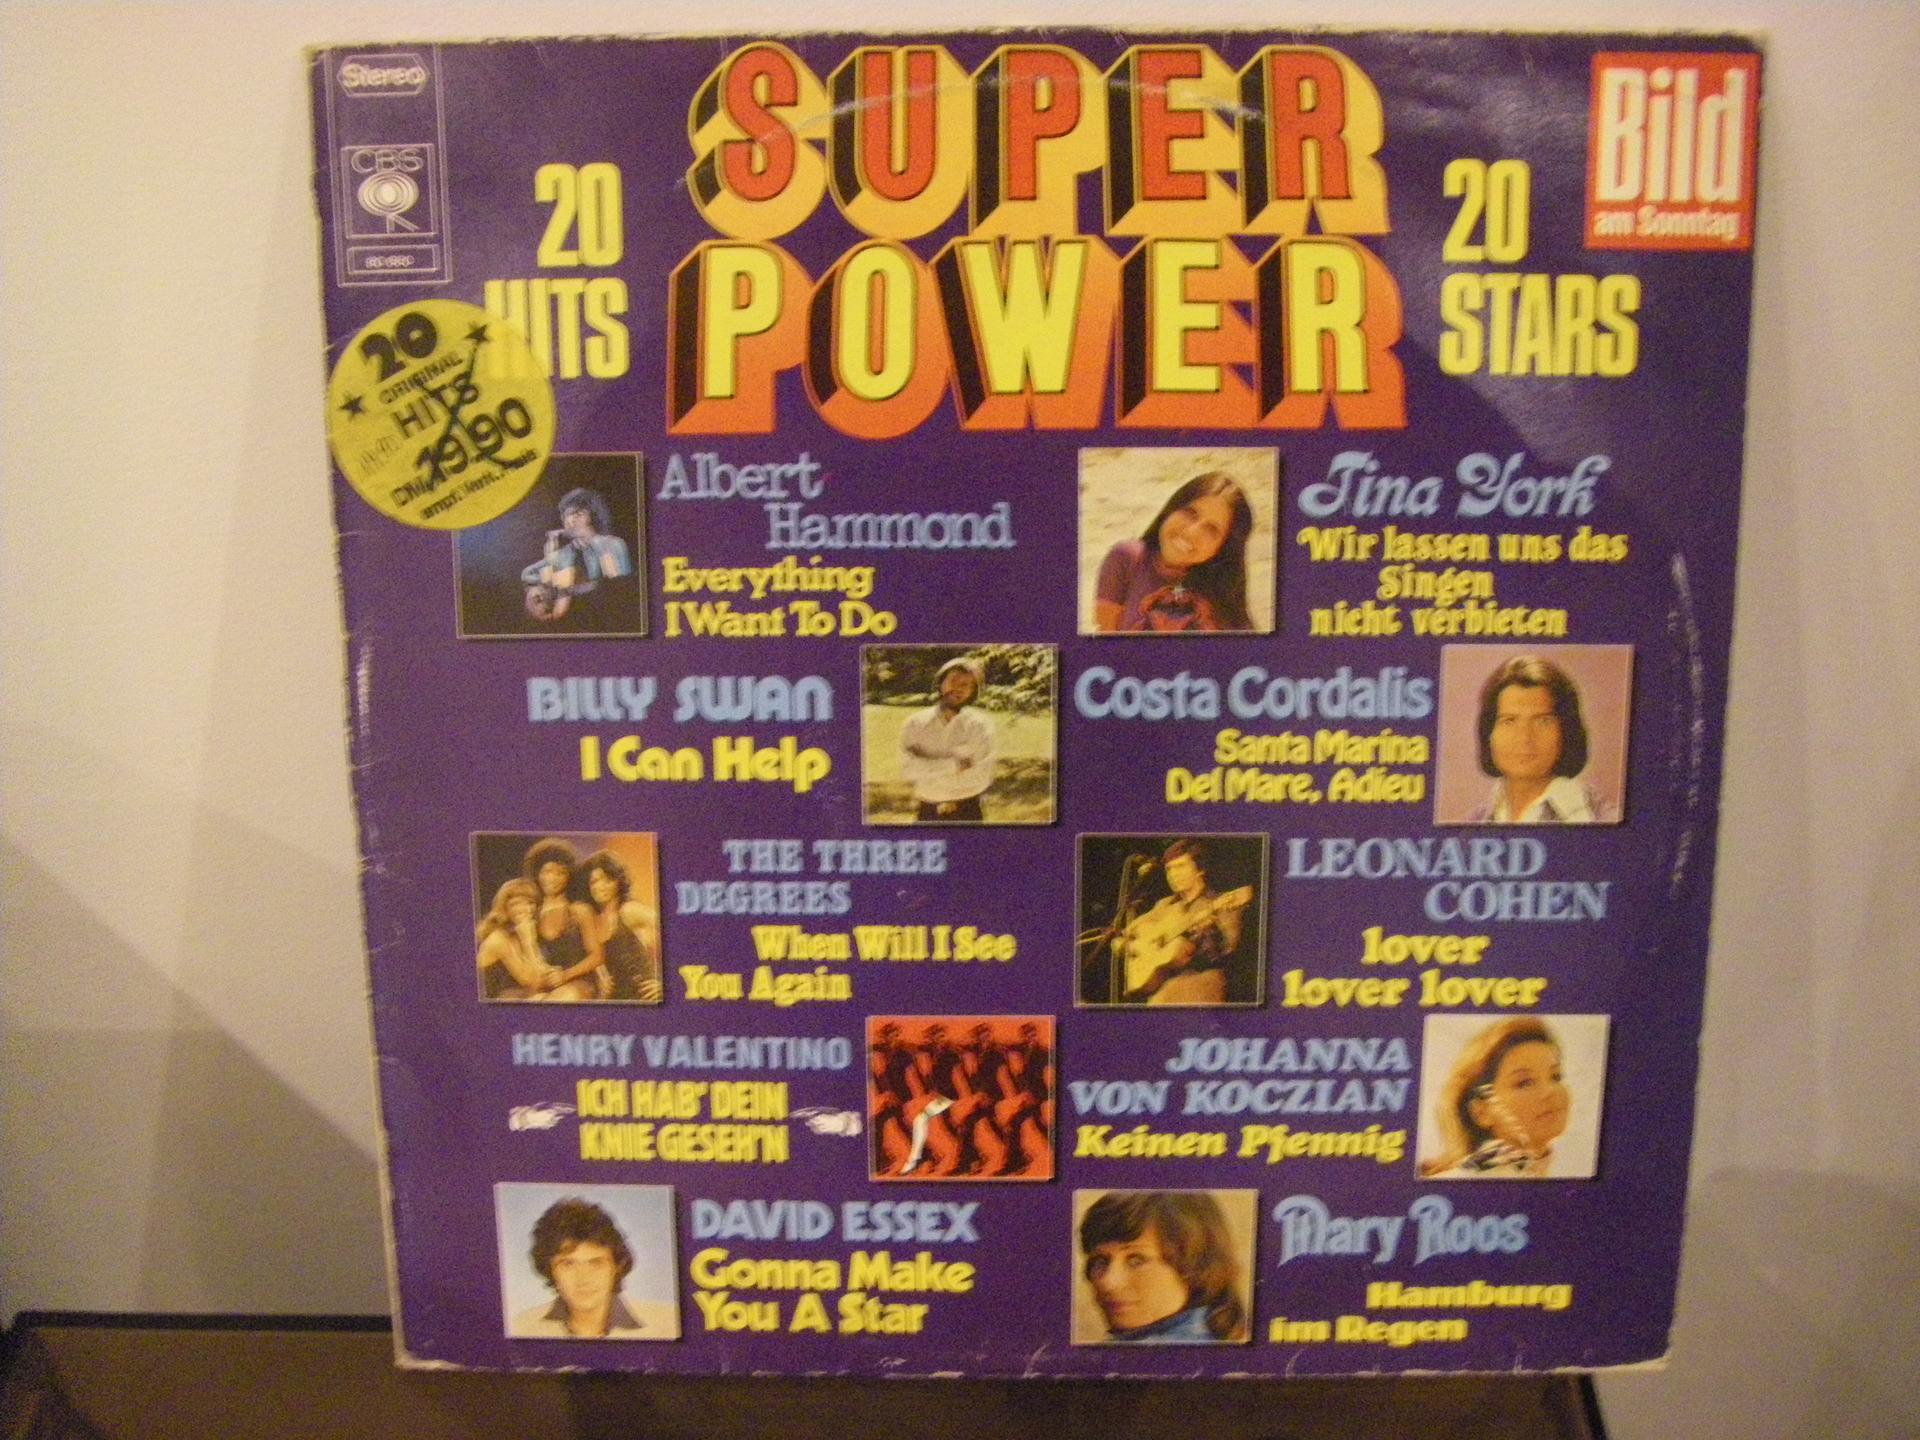 Stereo
CBS
SUPER
POWER
20
HITS
20
STARS
Bild
am Sonntag
20
ORIGINAL
HITS
19.90
Albert
Hammond
Everything
I Want To Do
Tina York
Wir lassen uns das
Singen
nicht verbieten
BILLY SWAN
I Can Help
Costa Cordalis
Santa Marina
Del Mare, Adieu
THE THREE
DEGREES
When Will I See
You Again
LEONARD
COHEN
lover
lover lover
HENRY VALENTINO
ICH HAB' DEIN
KNIE GESEH'N
JOHANNA
VON KOCZIAN
Keinen Pfennig
DAVID ESSEX
Gonna Make
You A Star
Mary Roos
Hamburg
im Regen